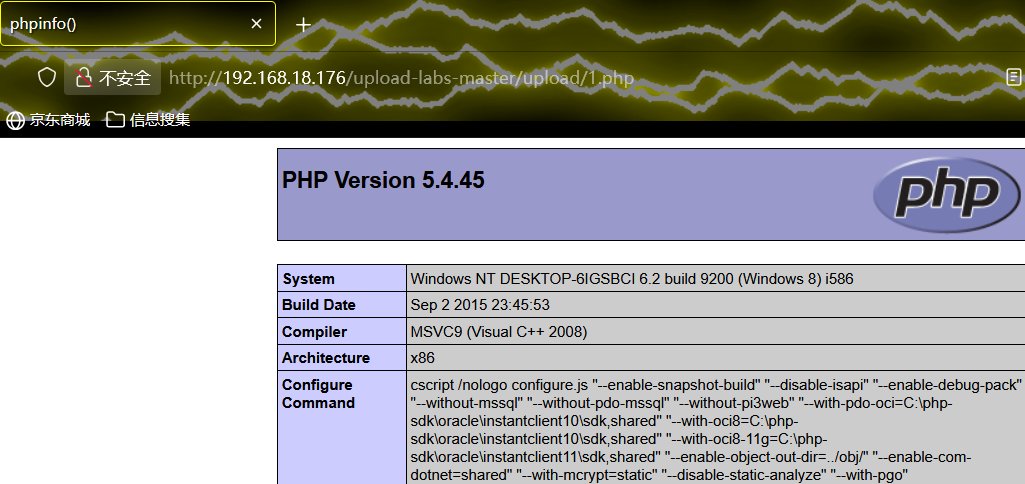 phpinfo()
不安全 http://192.168.18.176/upload-labs-master/upload/1.php
京东商城 信息搜集
PHP Version 5.4.45
php
System Windows NT DESKTOP-6IGSBCI 6.2 build 9200 (Windows 8) i586
Build Date Sep 2 2015 23:45:53
Compiler MSVC9 (Visual C++ 2008)
Architecture x86
Configure Command cscript /nologo configure.js "--enable-snapshot-build" "--disable-isapi" "--enable-debug-pack"
"--without-mssql" "--without-pdo-mssql" "--without-pi3web" "--with-pdo-oci=C:\php-
sdk\oracle\instantclient10\sdk,shared" "--with-oci8=C:\php-
sdk\oracle\instantclient10\sdk,shared" "--with-oci8-11g=C:\php-
sdk\oracle\instantclient11\sdk,shared" "--enable-object-out-dir=../obj/" "--enable-com-
dotnet=shared" "--with-mcrypt=static" "--disable-static-analyze" "--with-pgo"